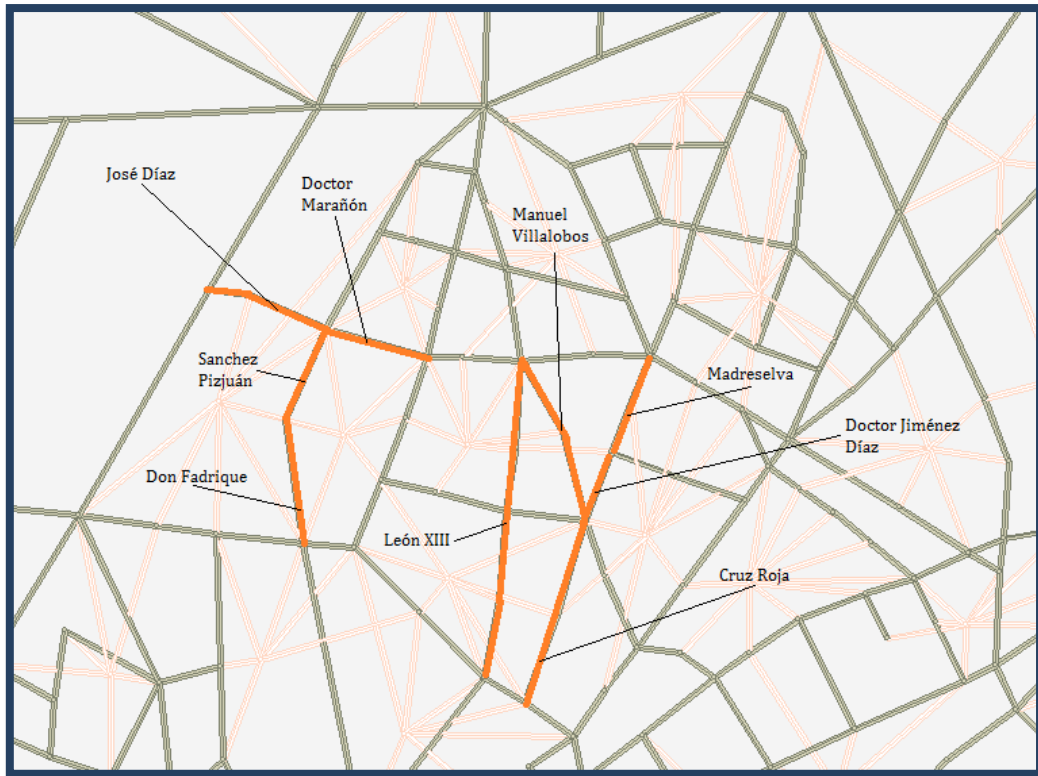 José Díaz
Doctor
Marañón
Manuel
Villalobos
Sanchez
Pizjuán
Madreselva
Doctor Jiménez
Díaz
Don Fadrique
León XIII
Cruz Roja